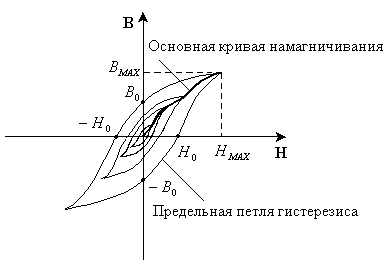 B
Основная кривая намагничивания
B_MAX
B_0
– H_0
H_0
H_MAX
H
– B_0
Предельная петля гистерезиса